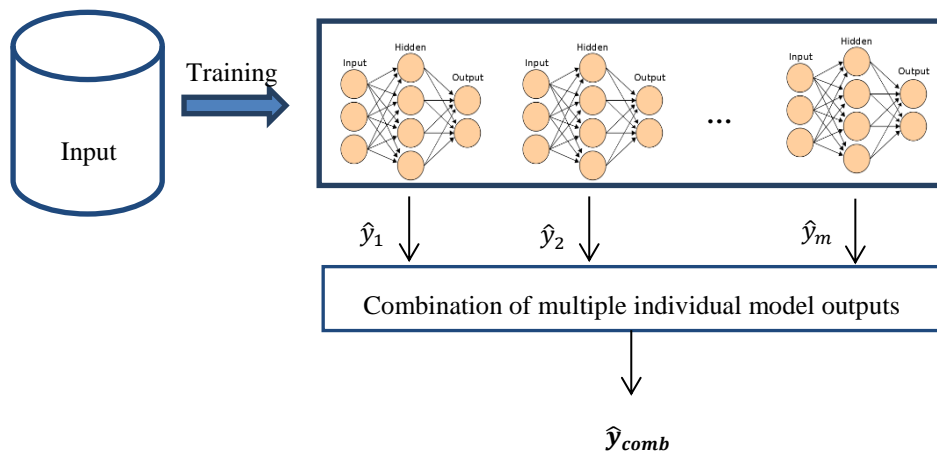 Training
Input
Input
Hidden
Output
Input
Hidden
Output
...
Input
Hidden
Output
ŷ₁
ŷ₂
ŷₘ
Combination of multiple individual model outputs
ŷ_comb